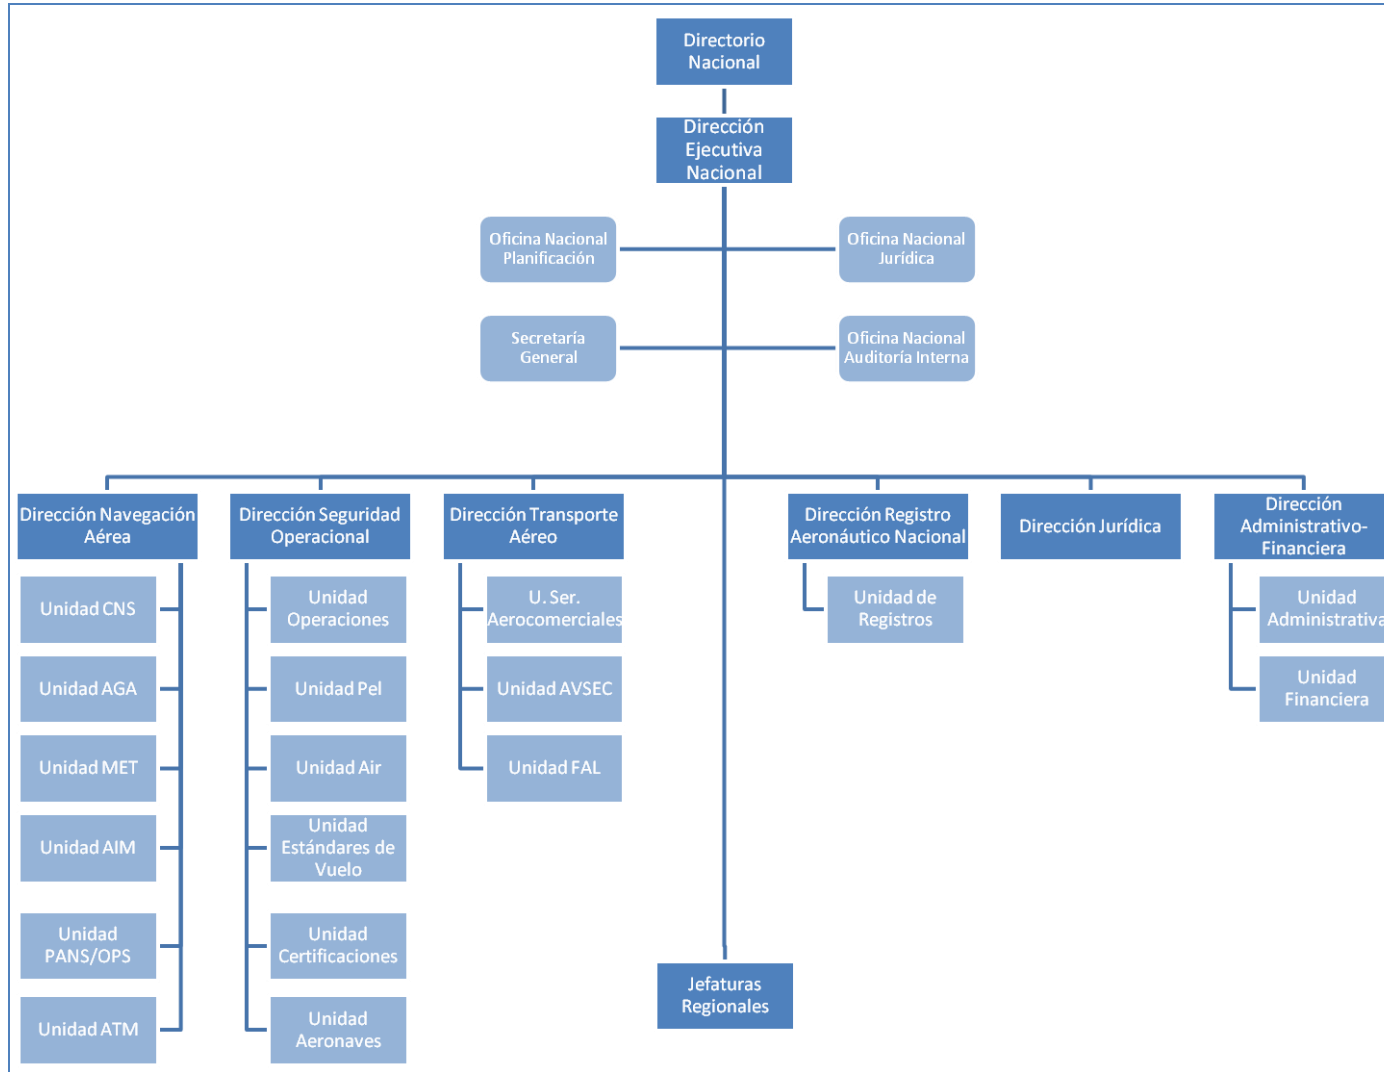 Directorio
Nacional
Dirección
Ejecutiva
Nacional
Oficina Nacional
Planificación
Oficina Nacional
Jurídica
Secretaría
General
Oficina Nacional
Auditoría Interna
Dirección Navegación
Aérea
Dirección Seguridad
Operacional
Dirección Transporte
Aéreo
Dirección Registro
Aeronáutico Nacional
Dirección Jurídica
Dirección
Administrativo-
Financiera
Unidad CNS
Unidad AGA
Unidad MET
Unidad AIM
Unidad
PANS/OPS
Unidad ATM
Unidad
Operaciones
Unidad Pel
Unidad Air
Unidad
Estándares de
Vuelo
Unidad
Certificaciones
Unidad
Aeronaves
U. Ser.
Aerocomerciales
Unidad AVSEC
Unidad FAL
Unidad de
Registros
Unidad
Administrativa
Unidad
Financiera
Jefaturas
Regionales